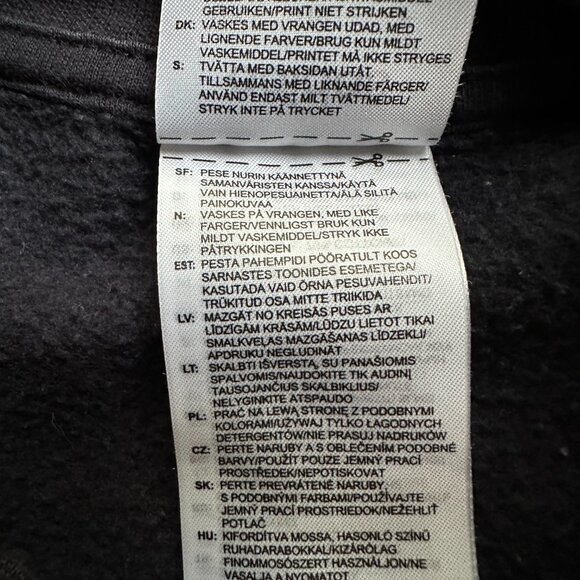 GEBRUIKEN/PRINT NIET STRIJKEN
DK: VASKES MED VRANGEN UDAD, MED
LIGNENDE FARVER/BRUG KUN MILDT
VASKEMIDDEL/PRINTET MÅ IKKE STRYGES
S: TVÄTTA MED BAKSIDAN UTÅT.
TILLSAMMANS MED LIKNANDE FÄRGER/
ANVÄND ENDAST MILT TVÄTTMEDEL/
STRYK INTE PÅ TRYCKET
SF: PESE NURIN KÄÄNNETTYNÄ
SAMANVÄRISTEN KANSSA/KÄYTÄ
VAIN HIENOPESUAINETTA/ÄLÄ SILITÄ
PAINOKUVAA
N: VASKES PÅ VRANGEN, MED LIKE
FARGER/VENNLIGST BRUK KUN
MILDT VASKEMIDDEL/STRYK IKKE
PÅTRYKKINGEN
EST: PESTA PAHEMPIDI PÖÖRATULT KOOS
SARNASTES TOONIDES ESEMETEGA/
KASUTADA VAID ÕRNA PESUVAHENDIT/
TRÜKITUD OSA MITTE TRIIKIDA
LV: MAZGĀT NO KREISĀS PUSES AR
LĪDZĪGĀM KRĀSĀM/LŪDZU LIETOT TIKAI
SMALKVEĻAS MAZGĀŠANAS LĪDZEKLI/
APDRUKU NEGLUDINĀT
LT: SKALBTI IŠVERSTĄ, SU PANAŠIOMIS
SPALVOMIS/NAUDOKITE TIK AUDINĮ
TAUSOJANČIUS SKALBIKLIUS/
NELYGINKITE ATSPAUDO
PL: PRAĆ NA LEWĄ STRONĘ Z PODOBNYMI
KOLORAMI/UŻYWAJ TYLKO ŁAGODNYCH
DETERGENTÓW/NIE PRASUJ NADRUKÓW
CZ: PERTE NARUBY A S OBLEČENÍM PODOBNÉ
BARVY/POUŽÍT POUZE JEMNÝ PRACÍ
PROSTŘEDEK/NEPOTISKOVAT
SK: PERTE PREVRÁTENÉ NARUBY,
S PODOBNÝMI FARBAMI/POUŽÍVAJTE
JEMNÝ PRACÍ PROSTRIEDOK/NEŽEHLIŤ
POTLAČ
HU: KIFORDÍTVA MOSSA, HASONLÓ SZÍNŰ
RUHADARABOKKAL/KIZÁRÓLAG
FINOMMOSÓSZERT HASZNÁLJON/NE
VASALJA A NYOMATOT